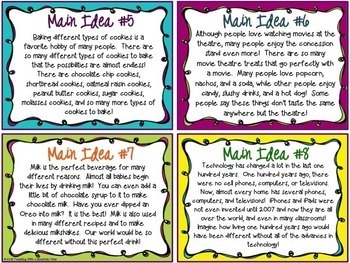 Main Idea #5
Baking different types of cookies is a
favorite hobby of many people. There are
so many different types of cookies to bake
that the possibilities are almost endless!
There are chocolate chip cookies,
shortbread cookies, oatmeal raisin cookies,
peanut butter cookies, sugar cookies,
molasses cookies, and so many more types
of cookies to bake!
Main Idea #6
Although people love watching movies at the
theatre, many people enjoy the concession
stand even more! There are so many
movie theatre treats that go perfectly with
a movie. Many people love popcorn,
nachos, and a soda, while other people enjoy
candy, slushy drinks, and a hot dog! Some
people say these things don't taste the same
anywhere but the theatre!
Main Idea #7
Milk is the perfect beverage for many
different reasons. Almost all babies begin
their lives by drinking milk! You can even add a
little bit of chocolate syrup to it to make
chocolate milk. Have you ever dipped an
Oreo into milk? It is the best! Milk is also used
in many different recipes and to make
delicious milkshakes. Our world would be so
different without this perfect drink!
Main Idea #8
Technology has changed a lot in the last
one hundred years. One hundred years ago,
there were no cell phones, computers, or televisions!
Now, almost every home has several phones,
computers, and televisions! iPhones and iPads were
not even invented until 2007 and now they are all
over the world, and even in many classrooms!
Imagine how living one hundred years ago would
have been different without all of the advances in
technology!